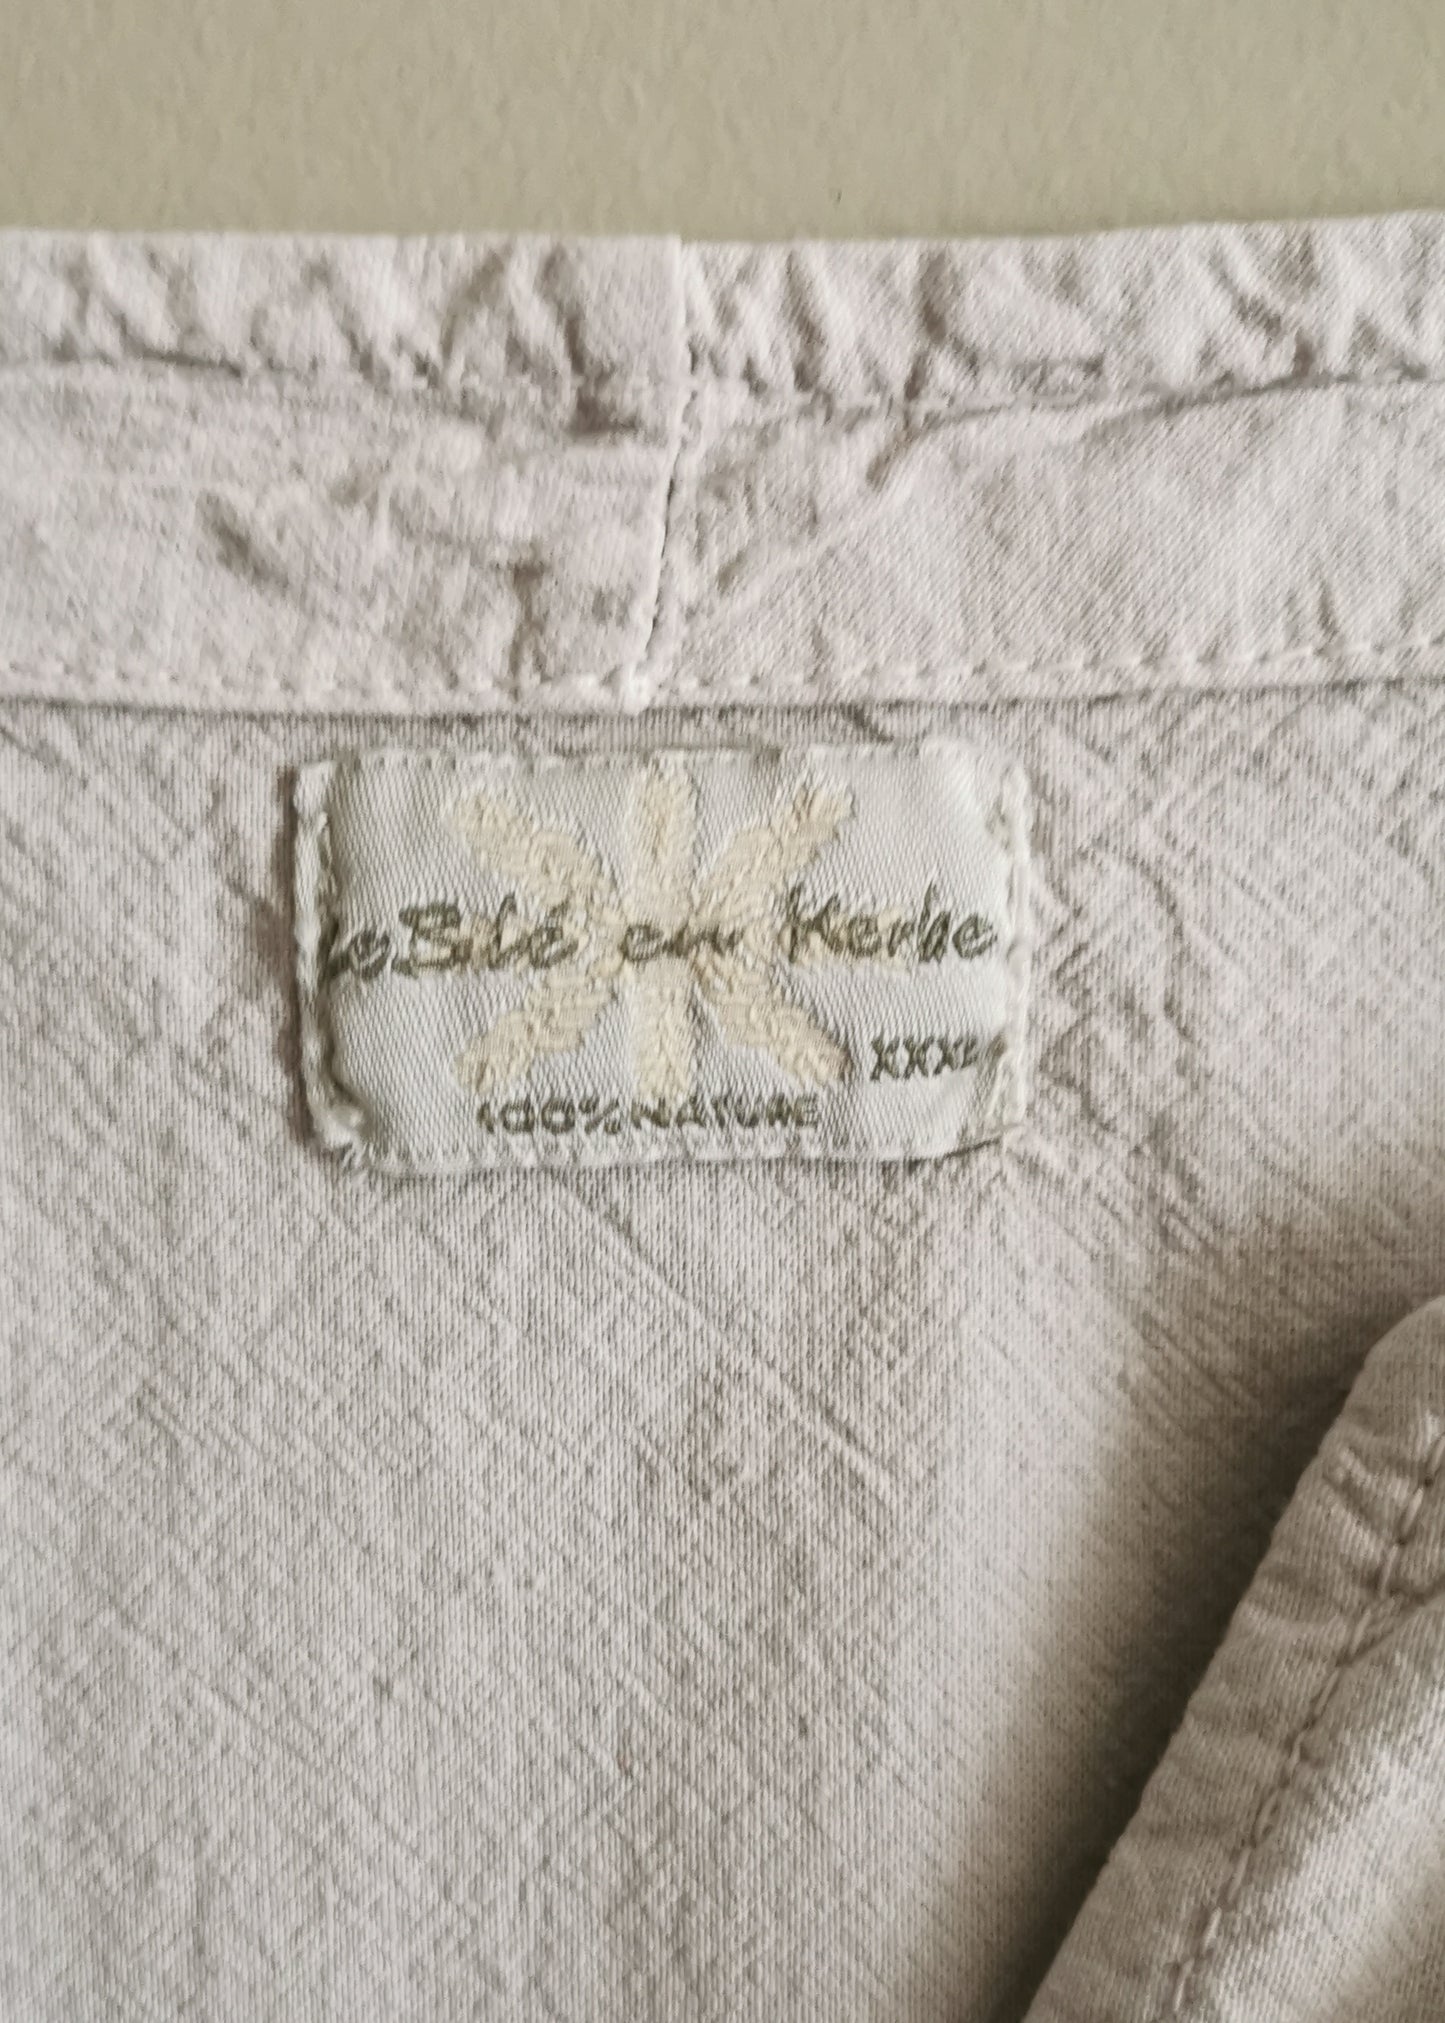 Le Blé en Herbe
XXXL
100% NATURE